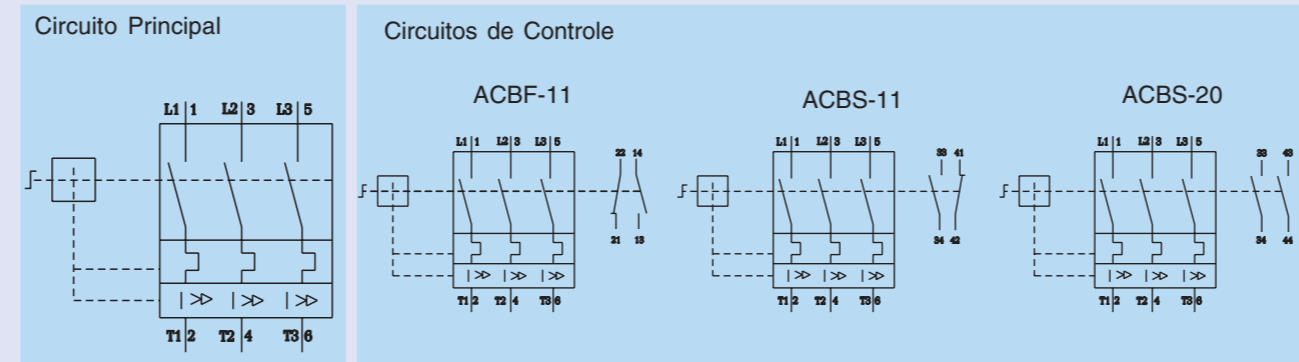 Circuito Principal
L1 1 L2 3 L3 5
I >> I >> I >>
T1 2 T2 4 T3 6
Circuitos de Controle
ACBF-11
L1 1 L2 3 L3 5
22 14
21 13
I >> I >> I >>
T1 2 T2 4 T3 6
ACBS-11
L1 1 L2 3 L3 5
33 41
34 42
I >> I >> I >>
T1 2 T2 4 T3 6
ACBS-20
L1 1 L2 3 L3 5
33 43
34 44
I >> I >> I >>
T1 2 T2 4 T3 6